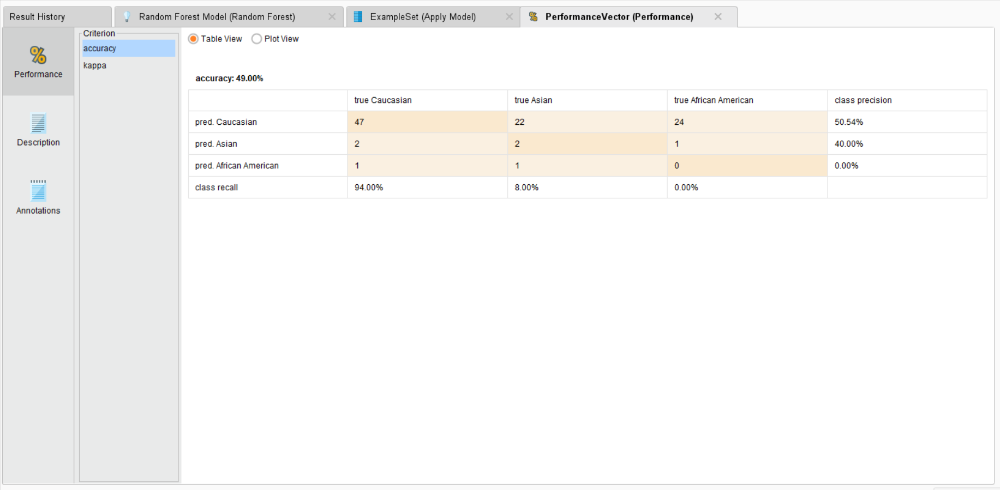 Result History
Random Forest Model (Random Forest)
ExampleSet (Apply Model)
PerformanceVector (Performance)
Performance
Description
Annotations
Criterion
accuracy
kappa
Table View Plot View
accuracy: 49.00%
true Caucasian true Asian true African American class precision
pred. Caucasian 47 22 24 50.54%
pred. Asian 2 2 1 40.00%
pred. African American 1 1 0 0.00%
class recall 94.00% 8.00% 0.00%